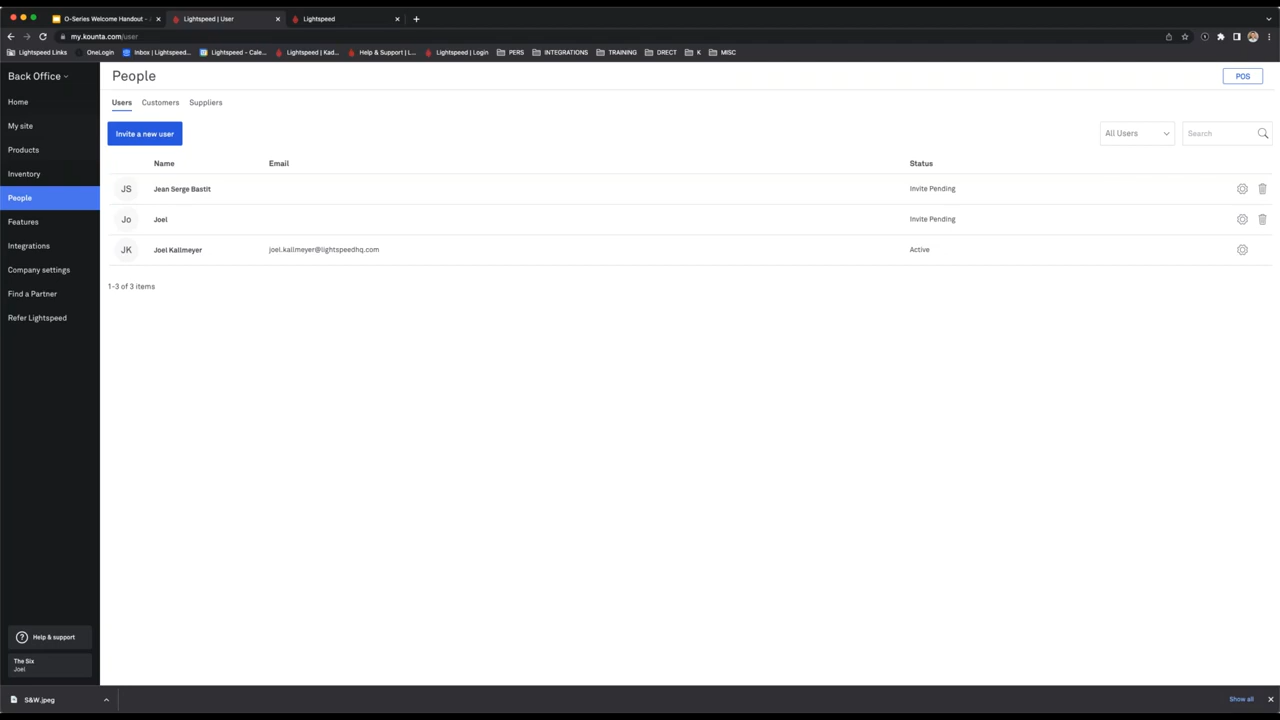 O-Series Welcome Handout - A
Lightspeed | User
Lightspeed
my.kounta.com/user
Lightspeed Links
OneLogin
Inbox | Lightspeed...
Lightspeed - Cale...
Lightspeed | Kad...
Help & Support | L...
Lightspeed | Login
PERS
INTEGRATIONS
TRAINING
DRECT
K
MISC
Back Office
People
POS
Home
My site
Products
Inventory
People
Features
Integrations
Company settings
Find a Partner
Refer Lightspeed
Users Customers Suppliers
Invite a new user
All Users
Search
Name Email Status
JS Jean Serge Bastit Invite Pending
Jo Joel Invite Pending
JK Joel Kallmeyer joel.kallmeyer@lightspeedhq.com Active
1-3 of 3 items
? Help & support
The Six
Joel
S&W.jpeg
Show all